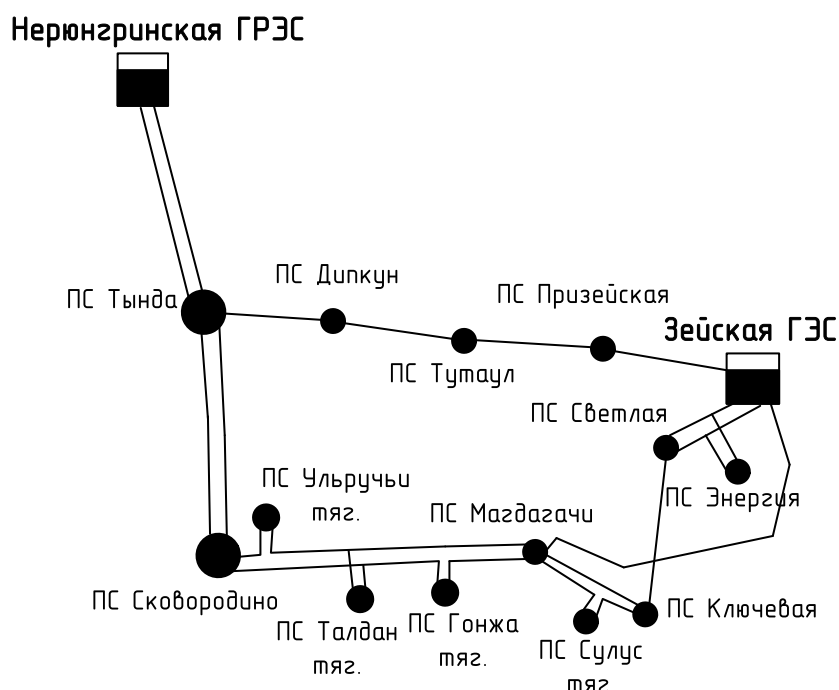 Нерюнгринская ГРЭС
ПС Тында
ПС Дипкун
ПС Призейская
Зейская ГЭС
ПС Тутаул
ПС Светлая
ПС Энергия
ПС Ульручьи
тяг.
ПС Магдагачи
ПС Сковородино
ПС Талдан
тяг.
ПС Гонжа
тяг.
ПС Ключевая
ПС Сулус
тяг